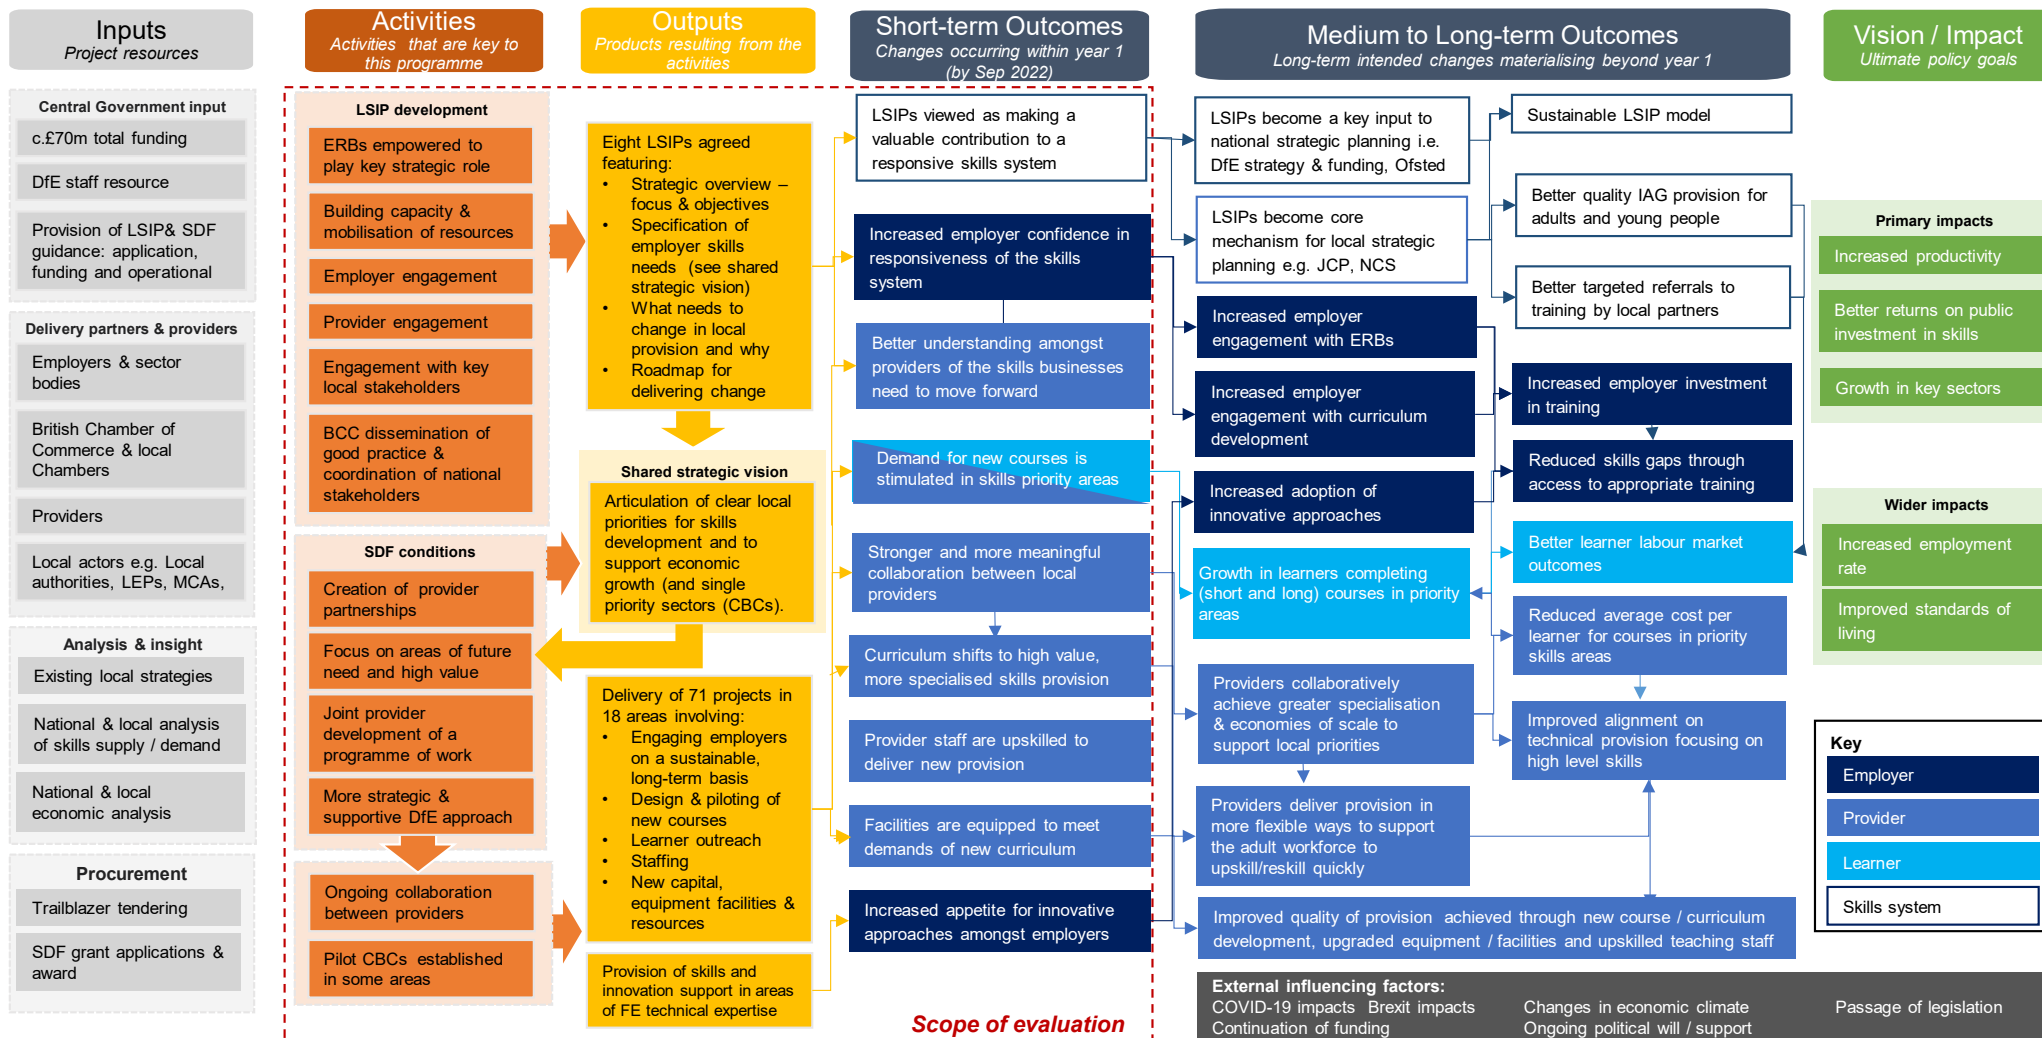 Inputs
Project resources
Central Government input
c.£70m total funding
DfE staff resource
Provision of LSIP& SDF
guidance: application,
funding and operational
Delivery partners & providers
Employers & sector
bodies
British Chamber of
Commerce & local
Chambers
Providers
Local actors e.g. Local
authorities, LEPs, MCAs,
Analysis & insight
Existing local strategies
National & local analysis
of skills supply / demand
National & local
economic analysis
Procurement
Trailblazer tendering
SDF grant applications &
award
Activities
Activities that are key to
this programme
LSIP development
ERBs empowered to
play key strategic role
Building capacity &
mobilisation of resources
Employer engagement
Provider engagement
Engagement with key
local stakeholders
BCC dissemination of
good practice &
coordination of national
stakeholders
SDF conditions
Creation of provider
partnerships
Focus on areas of future
need and high value
Joint provider
development of a
programme of work
More strategic &
supportive DfE approach
Ongoing collaboration
between providers
Pilot CBCs established
in some areas
Outputs
Products resulting from the
activities
Eight LSIPs agreed
featuring:
• Strategic overview –
focus & objectives
• Specification of
employer skills
needs (see shared
strategic vision)
• What needs to
change in local
provision and why
• Roadmap for
delivering change
Shared strategic vision
Articulation of clear local
priorities for skills
development and to
support economic
growth (and single
priority sectors (CBCs).
Delivery of 71 projects in
18 areas involving:
• Engaging employers
on a sustainable,
long-term basis
• Design & piloting of
new courses
• Learner outreach
• Staffing
• New capital,
equipment facilities &
resources
Provision of skills and
innovation support in areas
of FE technical expertise
Short-term Outcomes
Changes occurring within year 1
(by Sep 2022)
LSIPs viewed as making a
valuable contribution to a
responsive skills system
Increased employer confidence in
responsiveness of the skills
system
Better understanding amongst
providers of the skills businesses
need to move forward
Demand for new courses is
stimulated in skills priority areas
Stronger and more meaningful
collaboration between local
providers
Curriculum shifts to high value,
more specialised skills provision
Provider staff are upskilled to
deliver new provision
Facilities are equipped to meet
demands of new curriculum
Increased appetite for innovative
approaches amongst employers
Scope of evaluation
Medium to Long-term Outcomes
Long-term intended changes materialising beyond year 1
LSIPs become a key input to
national strategic planning i.e.
DfE strategy & funding, Ofsted
LSIPs become core
mechanism for local strategic
planning e.g. JCP, NCS
Increased employer
engagement with ERBs
Increased employer
engagement with curriculum
development
Increased adoption of
innovative approaches
Growth in learners completing
(short and long) courses in priority
areas
Providers collaboratively
achieve greater specialisation
& economies of scale to
support local priorities
Providers deliver provision in
more flexible ways to support
the adult workforce to
upskill/reskill quickly
Sustainable LSIP model
Better quality IAG provision for
adults and young people
Better targeted referrals to
training by local partners
Increased employer investment
in training
Reduced skills gaps through
access to appropriate training
Better learner labour market
outcomes
Reduced average cost per
learner for courses in priority
skills areas
Improved alignment on
technical provision focusing on
high level skills
Improved quality of provision achieved through new course / curriculum
development, upgraded equipment / facilities and upskilled teaching staff
External influencing factors:
COVID-19 impacts Brexit impacts Changes in economic climate Passage of legislation
Continuation of funding Ongoing political will / support
Vision / Impact
Ultimate policy goals
Primary impacts
Increased productivity
Better returns on public
investment in skills
Growth in key sectors
Wider impacts
Increased employment
rate
Improved standards of
living
Key
Employer
Provider
Learner
Skills system